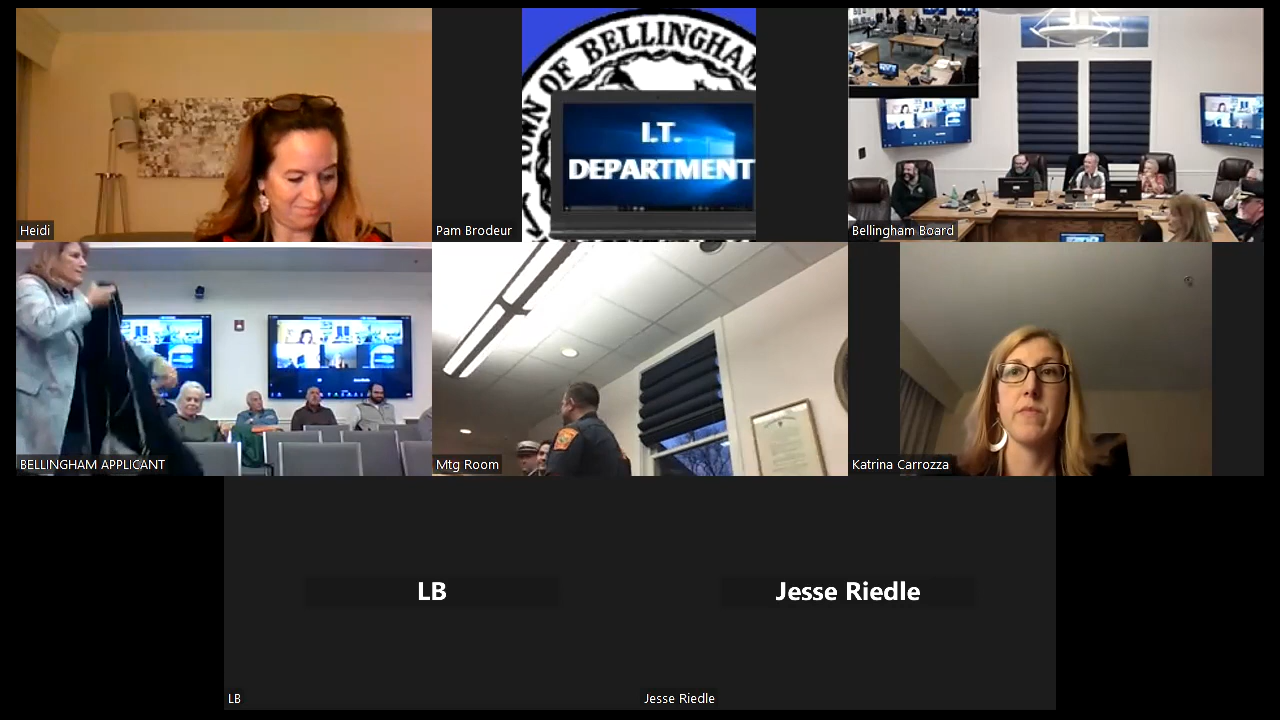 TOWN OF BELLINGHAM
I.T.
DEPARTMENT
Heidi
Pam Brodeur
Bellingham Board
BELLINGHAM APPLICANT
Mtg Room
Katrina Carrozza
LB
Jesse Riedle
LB
Jesse Riedle